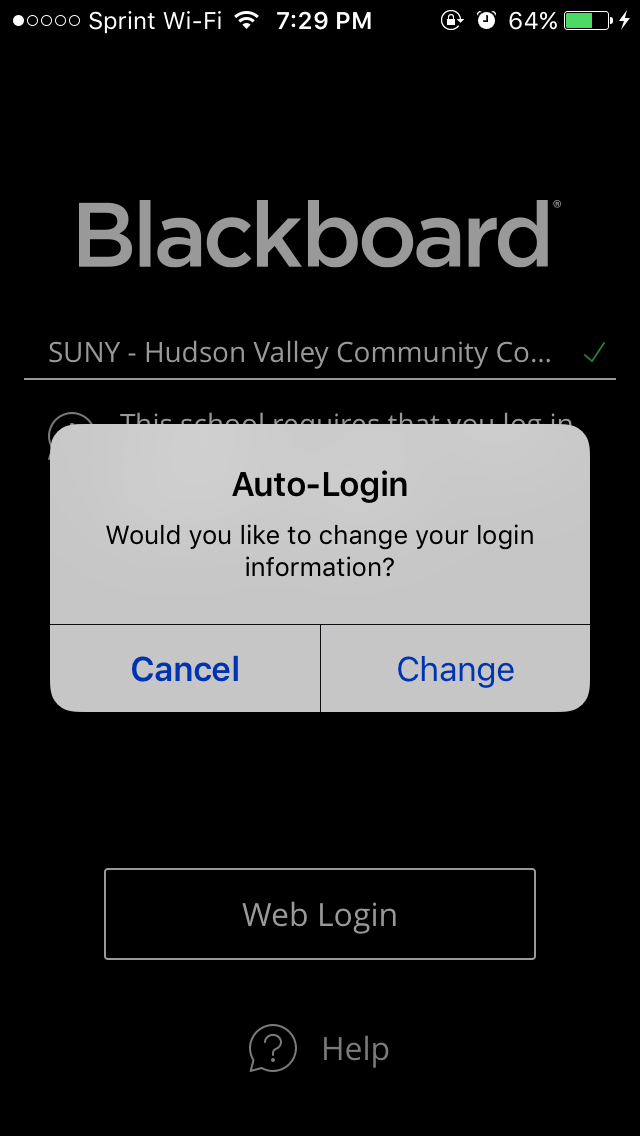 Sprint Wi-Fi 7:29 PM 64%
Blackboard®
SUNY - Hudson Valley Community Co...
This school requires that you log in
Auto-Login
Would you like to change your login
information?
Cancel Change
Web Login
? Help